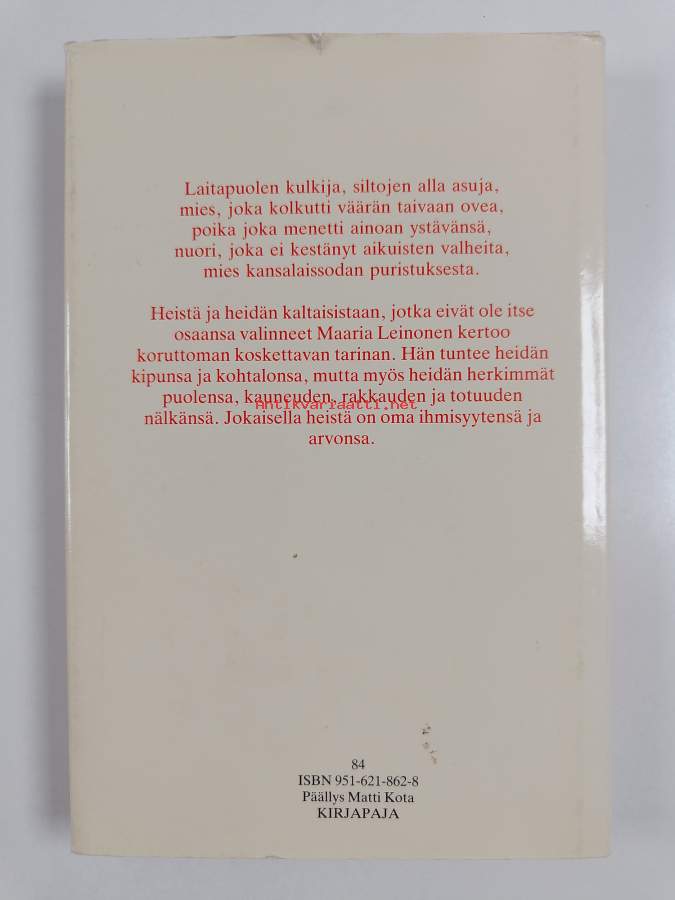 Laitapuolen kulkija, siltojen alla asuja,
mies, joka kolkutti väärän taivaan ovea,
poika joka menetti ainoan ystävänsä,
nuori, joka ei kestänyt aikuisten valheita,
mies kansalaissodan puristuksesta.
Heistä ja heidän kaltaisistaan, jotka eivät ole itse
osaansa valinneet Maaria Leinonen kertoo
koruttoman koskettavan tarinan. Hän tuntee heidän
kipunsa ja kohtalonsa, mutta myös heidän herkimmät
puolensa, kauneuden, rakkauden ja totuuden
Antikvariaatti.net
nälkänsä. Jokaisella heistä on oma ihmisyytensä ja
arvonsa.
84
ISBN 951-621-862-8
Päällys Matti Kota
KIRJAPAJA